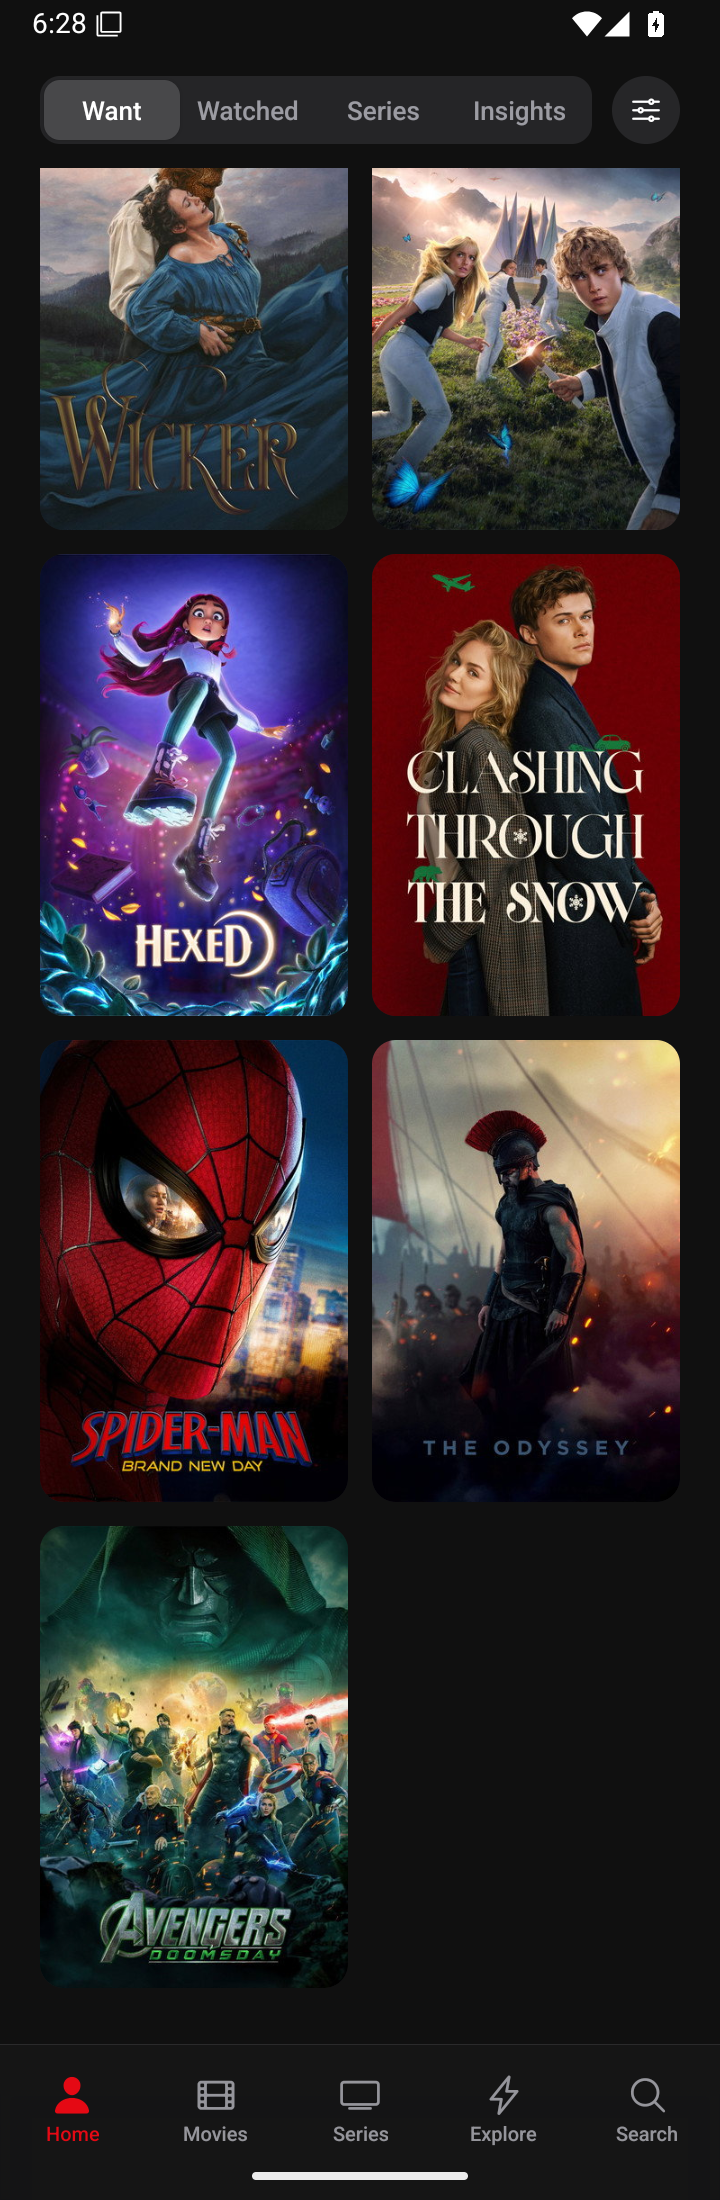 6:28
Want
Watched
Series
Insights
WICKER
HEXED
CLASHING
THROUGH
THE SNOW
SPIDER-MAN
BRAND NEW DAY
THE ODYSSEY
AVENGERS
DOOMSDAY
Home
Movies
Series
Explore
Search